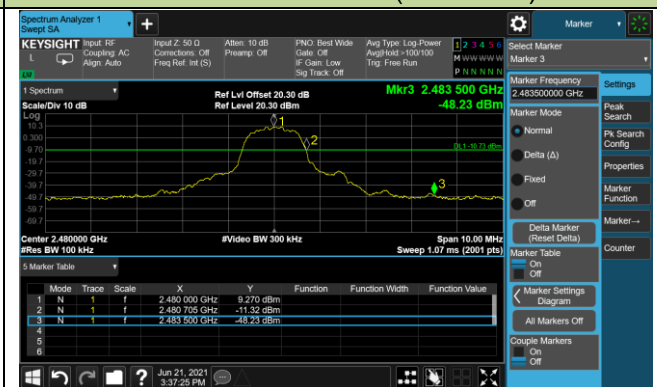 Spectrum Analyzer 1
Swept SA
+
Marker
KEYSIGHT Input: RF Input Z: 50 Ω Atten: 10 dB PNO: Best Wide Avg Type: Log-Power 1 2 3 4 5 6
L Coupling: AC Corrections: Off Preamp: Off Gate: Off Avg|Hold:>100/100 M W W W W W
Align: Auto Freq Ref: Int (S) IF Gain: Low Trig: Free Run
Sig Track: Off P N N N N N
Select Marker
Marker 3
1 Spectrum
Ref Lvl Offset 20.30 dB Mkr3 2.483 500 GHz
Scale/Div 10 dB Ref Level 20.30 dBm -48.23 dBm
Log
10.3
0.300
-9.70
-19.7
-29.7
-39.7
-49.7
-59.7
-69.7
1
2
3
DL1 -10.73 dBm
Center 2.480000 GHz #Video BW 300 kHz Span 10.00 MHz
#Res BW 100 kHz Sweep 1.07 ms (2001 pts)
5 Marker Table
Mode Trace Scale X Y Function Function Width Function Value
1 N 1 f 2.480 000 GHz 9.270 dBm
2 N 1 f 2.480 705 GHz -11.32 dBm
3 N 1 f 2.483 500 GHz -48.23 dBm
4
5
6
Marker Frequency
2.483500000 GHz
Marker Mode
Normal
Delta (Δ)
Fixed
Off
Delta Marker
(Reset Delta)
Marker Table
On
Off
Marker Settings
Diagram
All Markers Off
Couple Markers
On
Off
Settings
Peak
Search
Pk Search
Config
Properties
Marker
Function
Marker→
Counter
?
Jun 21, 2021
3:37:25 PM